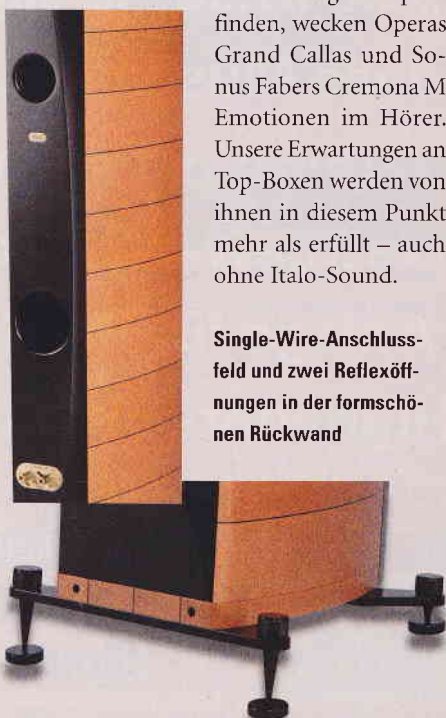 finden, wecken Operas
Grand Callas und So-
nus Fabers Cremona M
Emotionen im Hörer.
Unsere Erwartungen an
Top-Boxen werden von
ihnen in diesem Punkt
mehr als erfüllt – auch
ohne Italo-Sound.
Single-Wire-Anschluss-
feld und zwei Reflexöff-
nungen in der formschö-
nen Rückwand